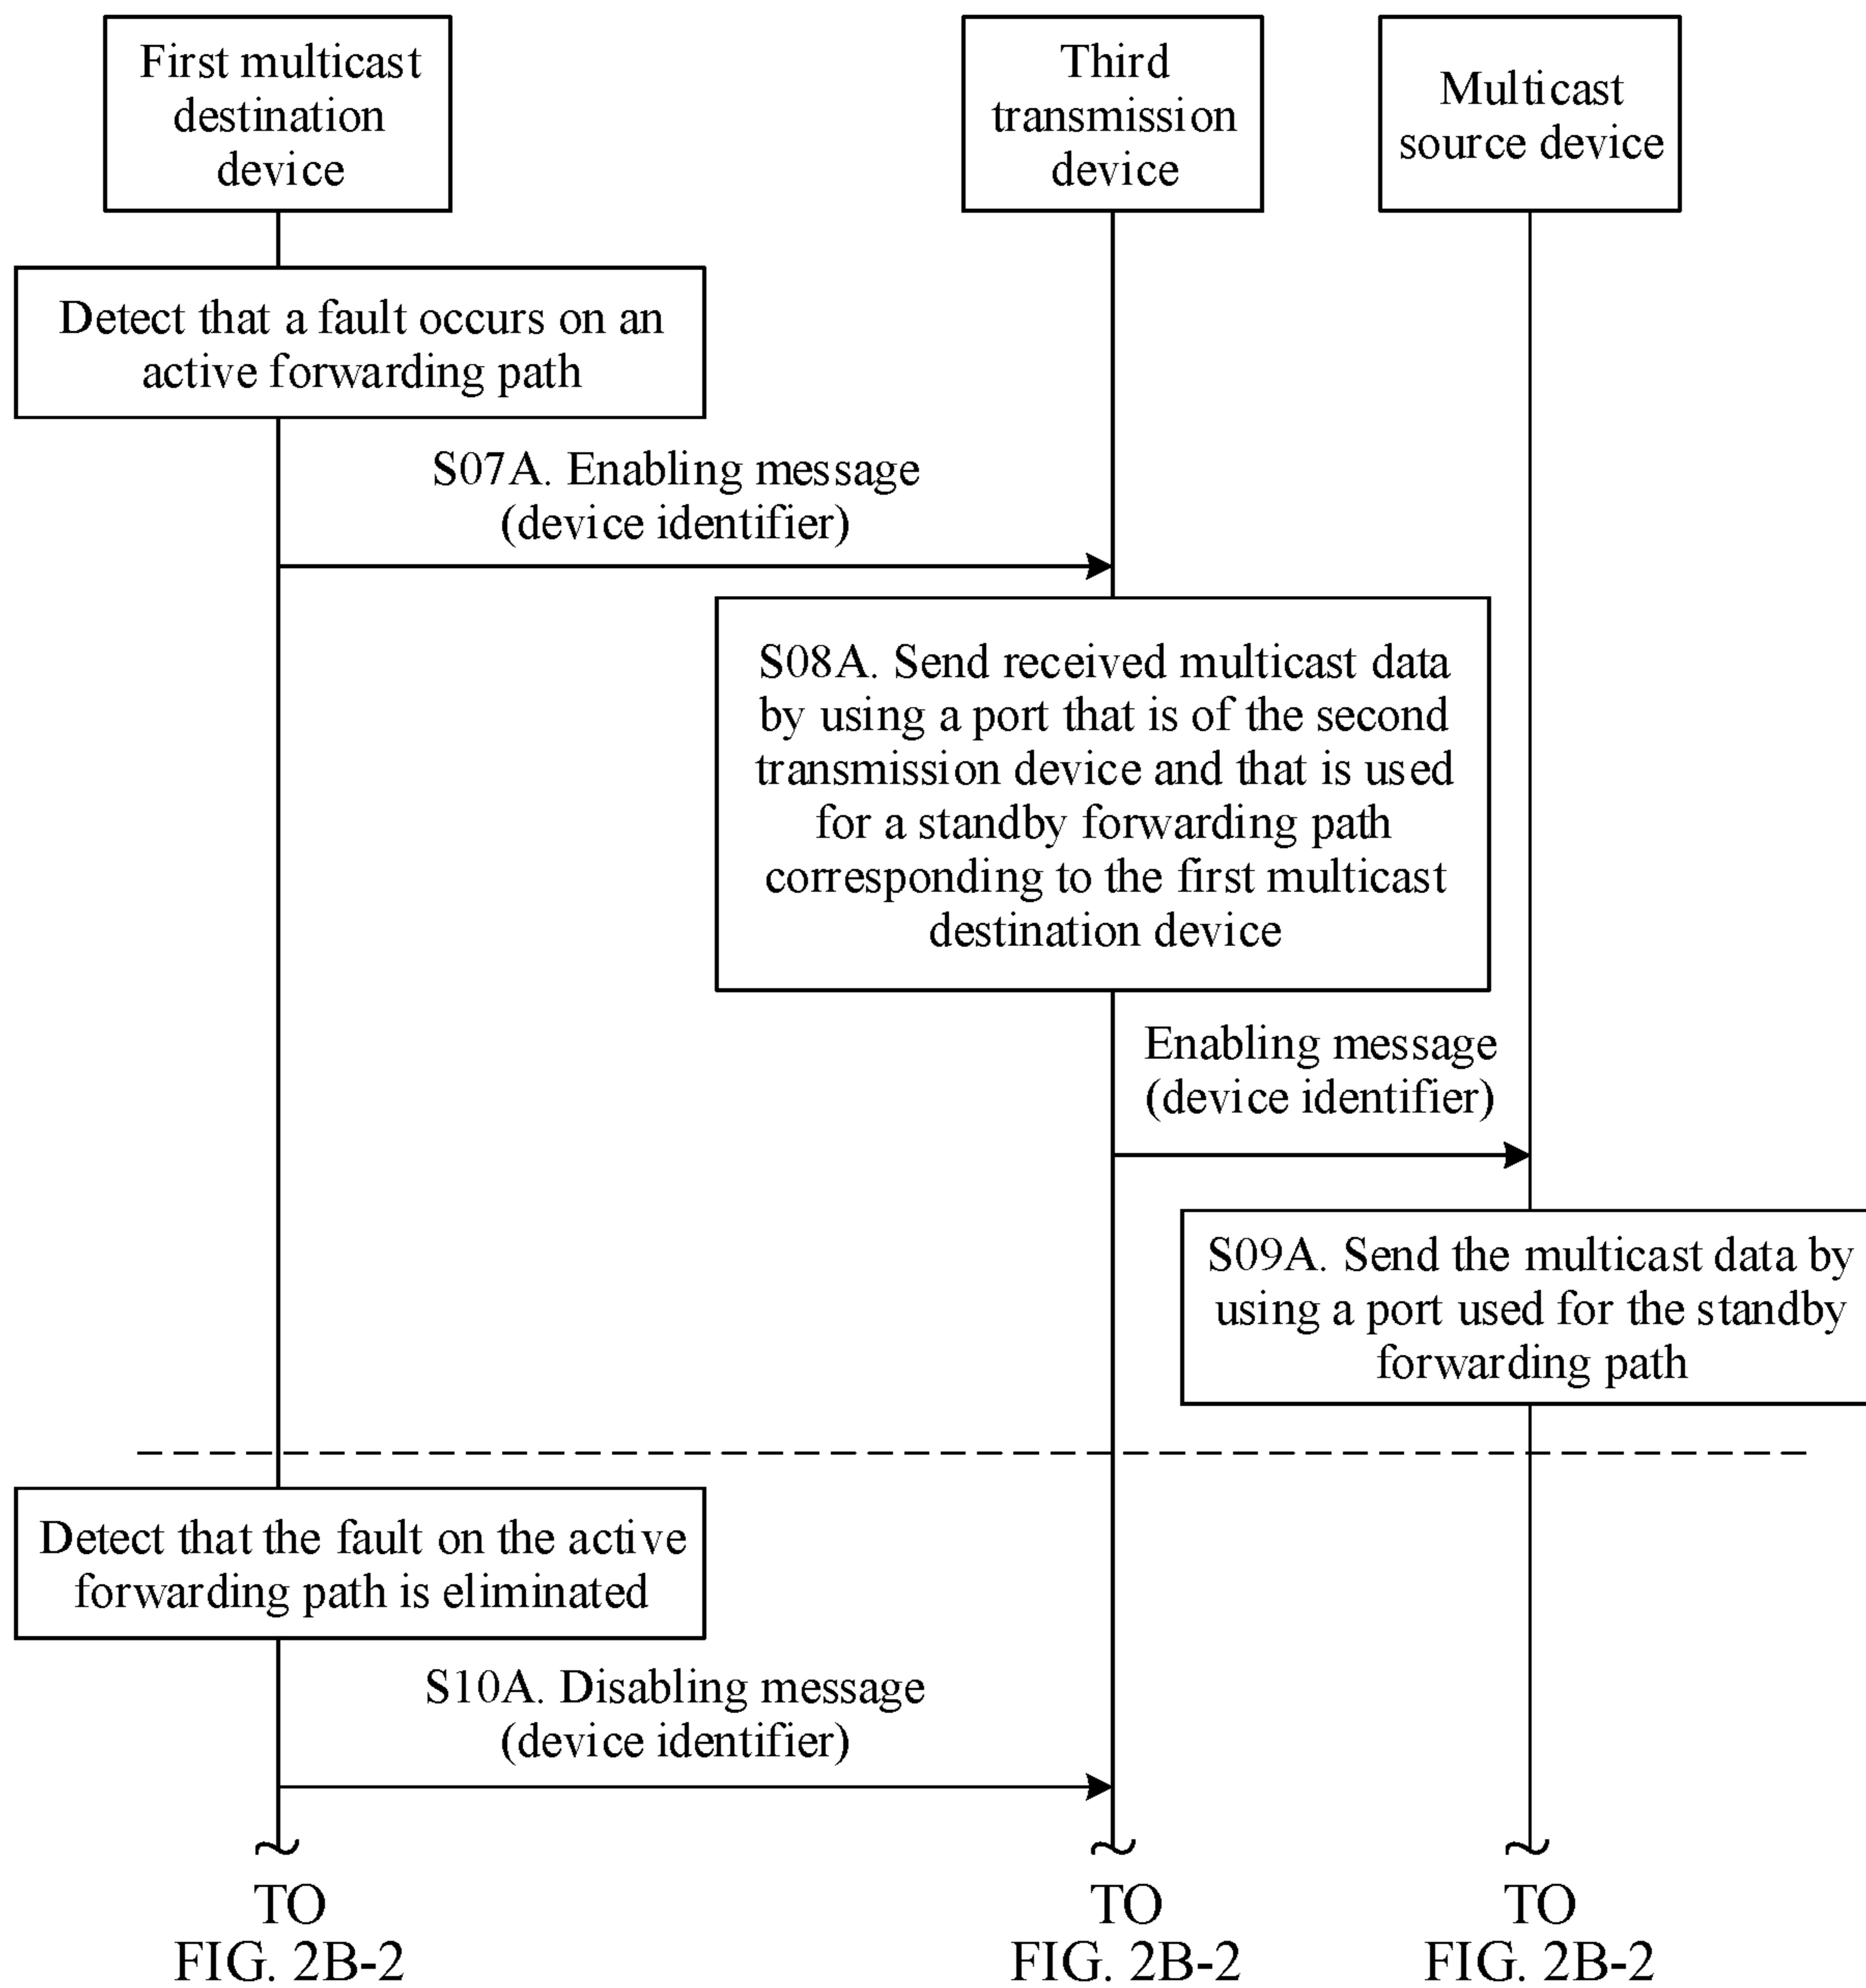 First multicast
destination
device
Third
transmission
device
Multicast
source device
Detect that a fault occurs on an
active forwarding path
S07A. Enabling message
(device identifier)
S08A. Send received multicast data
by using a port that is of the second
transmission device and that is used
for a standby forwarding path
corresponding to the first multicast
destination device
Enabling message
(device identifier)
S09A. Send the multicast data by
using a port used for the standby
forwarding path
Detect that the fault on the active
forwarding path is eliminated
S10A. Disabling message
(device identifier)
TO
FIG. 2B-2
TO
FIG. 2B-2
TO
FIG. 2B-2